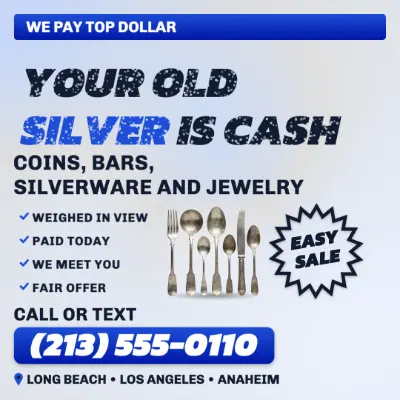 WE PAY TOP DOLLAR
YOUR OLD
SILVER IS CASH
COINS, BARS,
SILVERWARE AND JEWELRY
WEIGHED IN VIEW
PAID TODAY
WE MEET YOU
FAIR OFFER
EASY
SALE
CALL OR TEXT
(213) 555-0110
LONG BEACH • LOS ANGELES • ANAHEIM